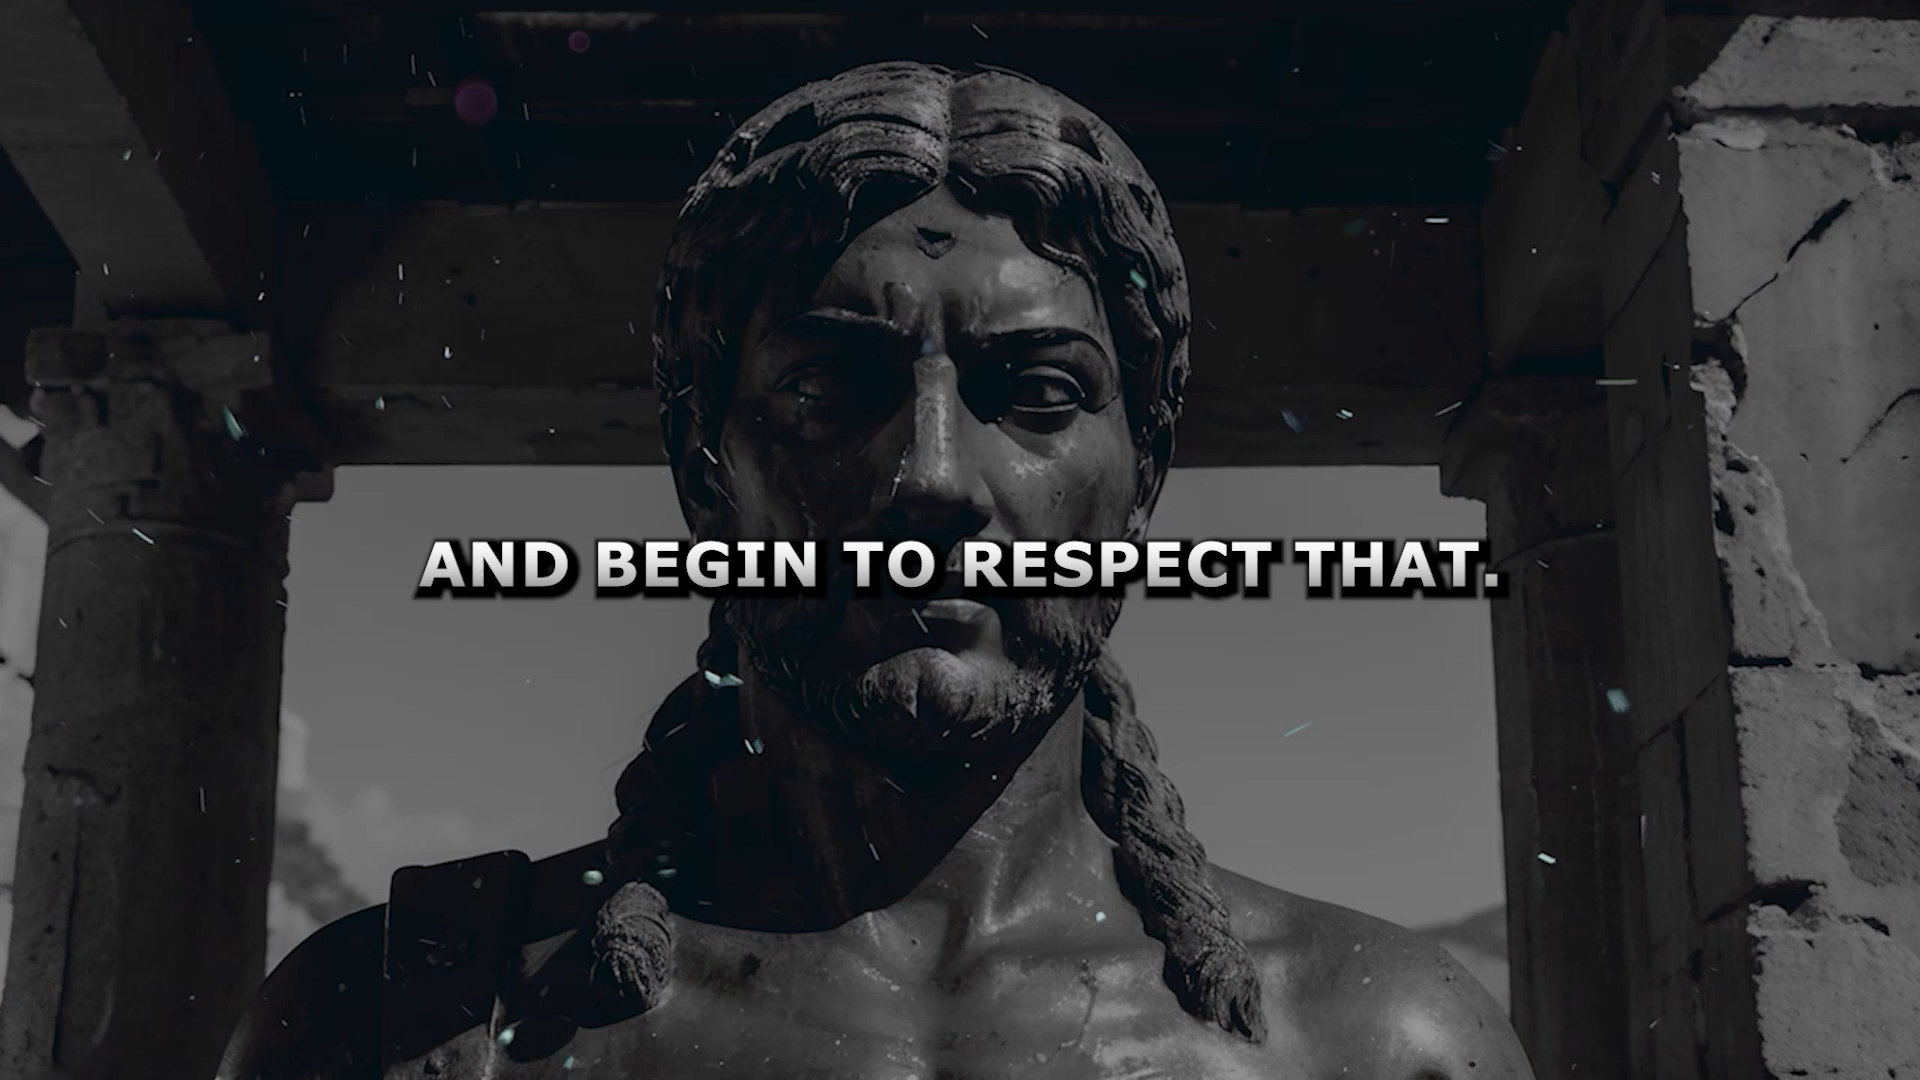 AND BEGIN TO RESPECT THAT.